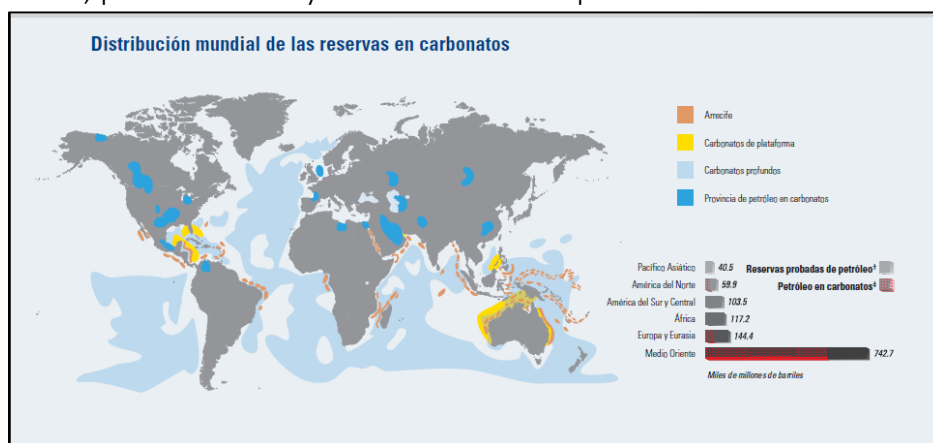 Distribución mundial de las reservas en carbonatos
Arrecife
Carbonatos de plataforma
Carbonatos profundos
Provincia de petróleo en carbonatos
Pacífico Asiático 40.5 Reservas probadas de petróleo‡
América del Norte 59.9 Petróleo en carbonatos‡
América del Sur y Central 103.5
África 117.2
Europa y Eurasia 144.4
Medio Oriente 742.7
Miles de millones de barriles